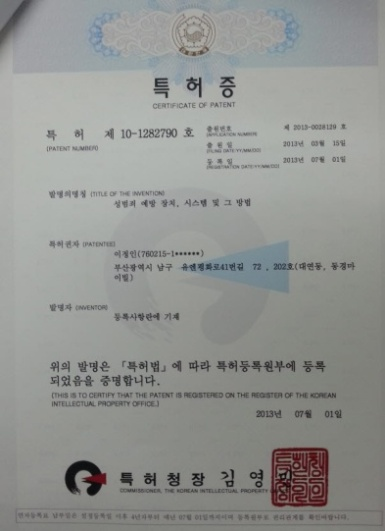 특허증
CERTIFICATE OF PATENT
특 허 제 10-1282790 호
(PATENT NUMBER)
출원번호 제 2013-0028129 호
(APPLICATION NUMBER)
출 원 일 2013년 03월 15일
(FILING DATE:YY/MM/DD)
등 록 일 2013년 07월 01일
(REGISTRATION DATE:YY/MM/DD)
발명의명칭 (TITLE OF THE INVENTION)
성범죄 예방 장치, 시스템 및 그 방법
특허권자 (PATENTEE)
이정민(760215-1******)
부산광역시 남구 유엔평화로41번길 72 , 202호(대연동, 동경마
어빌)
발명자 (INVENTOR)
등록사항란에 기재
위의 발명은 「특허법」에 따라 특허등록원부에 등록
되었음을 증명합니다.
(THIS IS TO CERTIFY THAT THE PATENT IS REGISTERED ON THE REGISTER OF THE KOREAN
INTELLECTUAL PROPERTY OFFICE.)
2013년 07월 01일
특허청장 김영
COMMISSIONER, THE KOREAN INTELLECTUAL PROPERTY